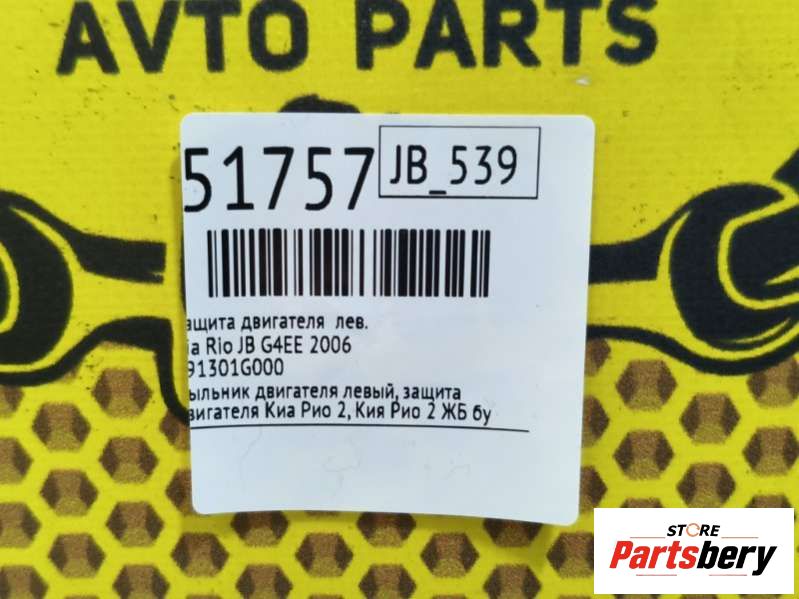 AVTO PARTS
51757
JB_539
ащита двигателя лев.
ia Rio JB G4EE 2006
91301G000
ыльник двигателя левый, защита
вигателя Киа Рио 2, Кия Рио 2 ЖБ бу
STORE
Partsbery